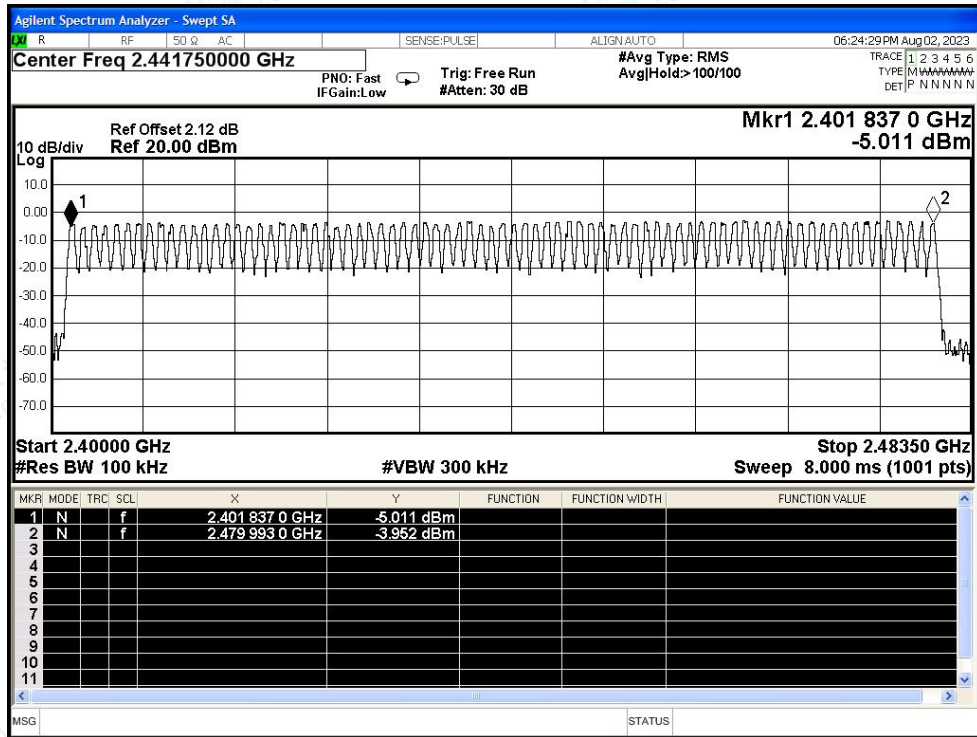 Agilent Spectrum Analyzer - Swept SA
LXI R RF 50 Ω AC SENSE:PULSE ALIGN AUTO 06:24:29 PM Aug 02, 2023
Center Freq 2.441750000 GHz
PNO: Fast
IFGain:Low
Trig: Free Run
#Atten: 30 dB
#Avg Type: RMS
Avg|Hold:>100/100
TRACE 1 2 3 4 5 6
TYPE M
DET P N N N N N
Ref Offset 2.12 dB
10 dB/div Ref 20.00 dBm
Log
Mkr1 2.401 837 0 GHz
-5.011 dBm
10.0
0.00
-10.0
-20.0
-30.0
-40.0
-50.0
-60.0
-70.0
1
2
Start 2.40000 GHz Stop 2.48350 GHz
#Res BW 100 kHz #VBW 300 kHz Sweep 8.000 ms (1001 pts)
MKR MODE TRC SCL X Y FUNCTION FUNCTION WIDTH FUNCTION VALUE
1 N f 2.401 837 0 GHz -5.011 dBm
2 N f 2.479 993 0 GHz -3.952 dBm
3
4
5
6
7
8
9
10
11
MSG STATUS